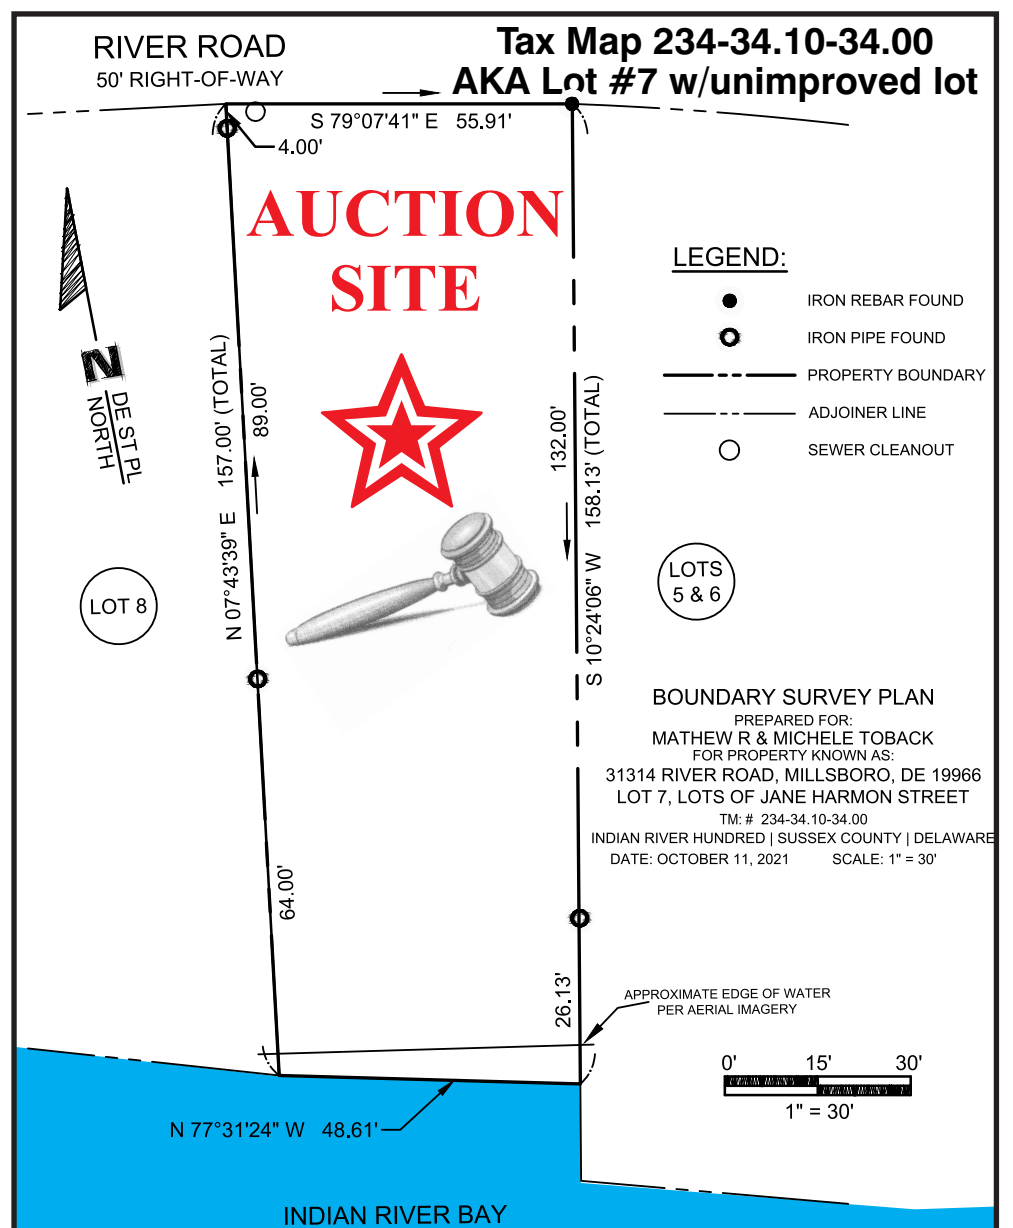 RIVER ROAD
50' RIGHT-OF-WAY
Tax Map 234-34.10-34.00
AKA Lot #7 w/unimproved lot
S 79°07'41" E 55.91'
4.00'
AUCTION
SITE
N
DE ST PL
NORTH
LEGEND:
IRON REBAR FOUND
IRON PIPE FOUND
PROPERTY BOUNDARY
ADJOINER LINE
SEWER CLEANOUT
N 07°43'39" E 157.00' (TOTAL)
89.00'
132.00'
S 10°24'06" W 158.13' (TOTAL)
LOT 8
LOTS
5 & 6
BOUNDARY SURVEY PLAN
PREPARED FOR:
MATHEW R & MICHELE TOBACK
FOR PROPERTY KNOWN AS:
31314 RIVER ROAD, MILLSBORO, DE 19966
LOT 7, LOTS OF JANE HARMON STREET
TM: # 234-34.10-34.00
INDIAN RIVER HUNDRED | SUSSEX COUNTY | DELAWARE
DATE: OCTOBER 11, 2021 SCALE: 1" = 30'
64.00'
26.13'
APPROXIMATE EDGE OF WATER
PER AERIAL IMAGERY
0' 15' 30'
1" = 30'
N 77°31'24" W 48.61'
INDIAN RIVER BAY